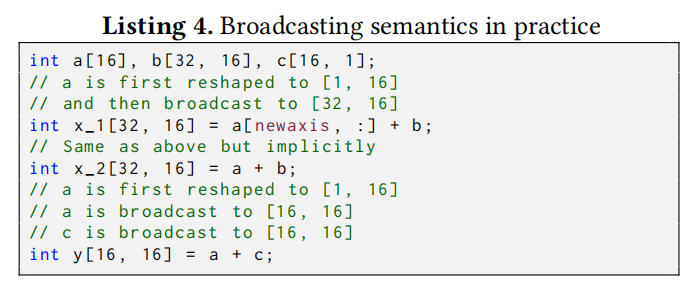 Listing 4. Broadcasting semantics in practice
int a[16], b[32, 16], c[16, 1];
// a is first reshaped to [1, 16]
// and then broadcast to [32, 16]
int x_1[32, 16] = a[newaxis, :] + b;
// Same as above but implicitly
int x_2[32, 16] = a + b;
// a is first reshaped to [1, 16]
// a is broadcast to [16, 16]
// c is broadcast to [16, 16]
int y[16, 16] = a + c;